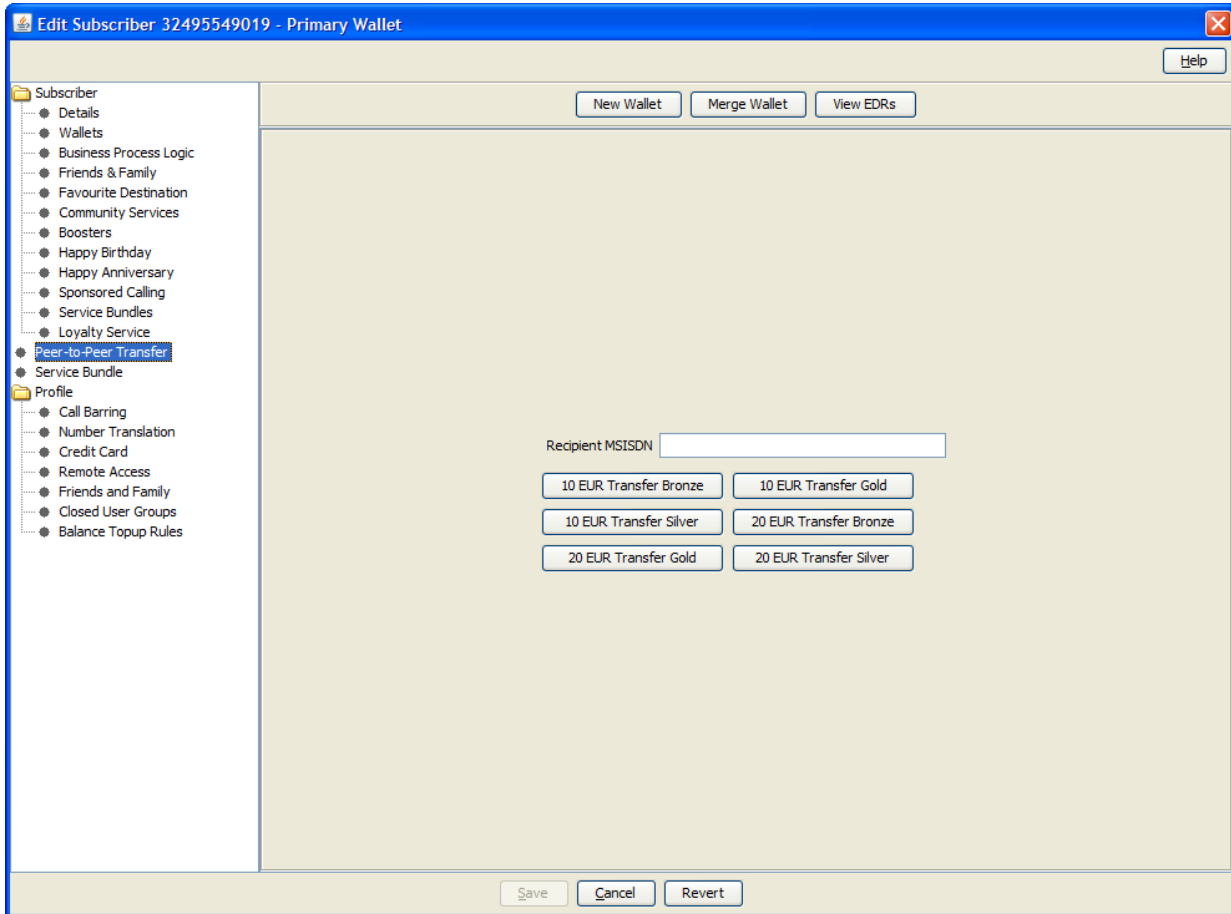 Edit Subscriber 32495549019 - Primary Wallet
Help
Subscriber
Details
Wallets
Business Process Logic
Friends & Family
Favourite Destination
Community Services
Boosters
Happy Birthday
Happy Anniversary
Sponsored Calling
Service Bundles
Loyalty Service
Peer-to-Peer Transfer
Service Bundle
Profile
Call Barring
Number Translation
Credit Card
Remote Access
Friends and Family
Closed User Groups
Balance Topup Rules
New Wallet Merge Wallet View EDRs
Recipient MSISDN
10 EUR Transfer Bronze 10 EUR Transfer Gold
10 EUR Transfer Silver 20 EUR Transfer Bronze
20 EUR Transfer Gold 20 EUR Transfer Silver
Save Cancel Revert